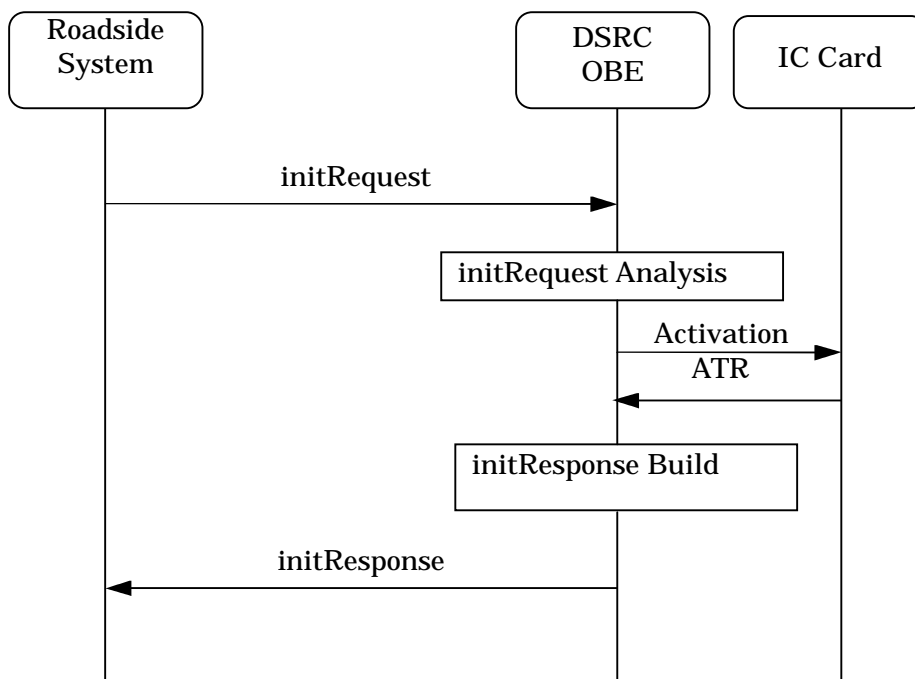 Roadside
System
DSRC
OBE
IC Card
initRequest
initRequest Analysis
Activation
ATR
initResponse Build
initResponse